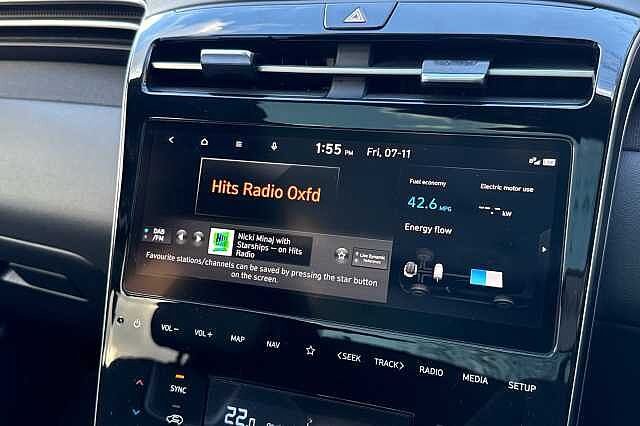 1:55 PM Fri, 07-11
Hits Radio Oxfd
DAB
/FM
Hits
Nicki Minaj with
Starships — on Hits
Radio
Favourite stations/channels can be saved by pressing the star button
on the screen.
Fuel economy
Electric motor use
42.6 MPG
--.- kW
Energy flow
VOL−
VOL+
MAP
NAV
<SEEK
TRACK>
RADIO
MEDIA
SETUP
SYNC
22.0